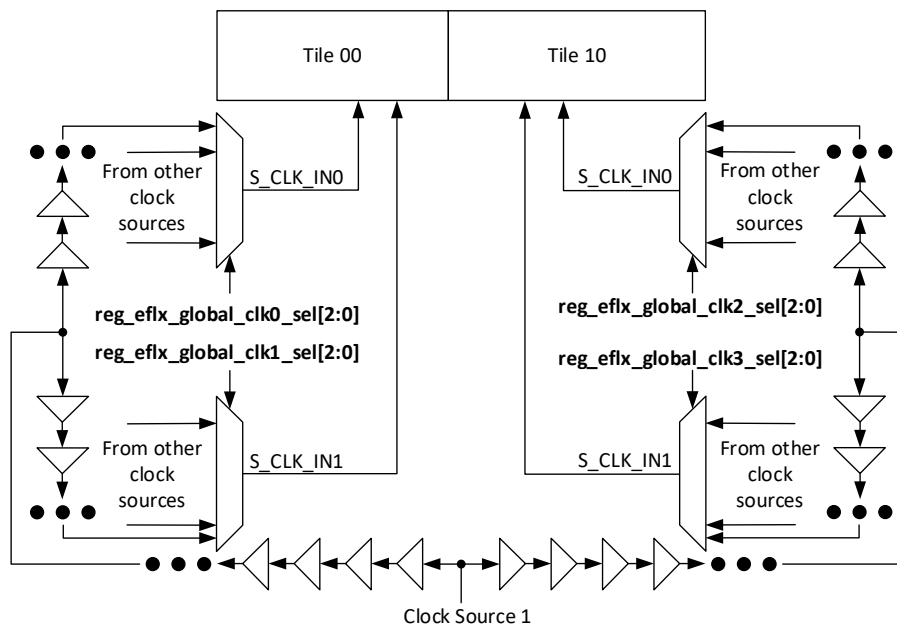 Tile 00
Tile 10
From other
clock
sources
S_CLK_IN0
S_CLK_IN0
From other
clock
sources
reg_eflx_global_clk0_sel[2:0]
reg_eflx_global_clk2_sel[2:0]
reg_eflx_global_clk1_sel[2:0]
reg_eflx_global_clk3_sel[2:0]
From other
clock
sources
S_CLK_IN1
S_CLK_IN1
From other
clock
sources
Clock Source 1